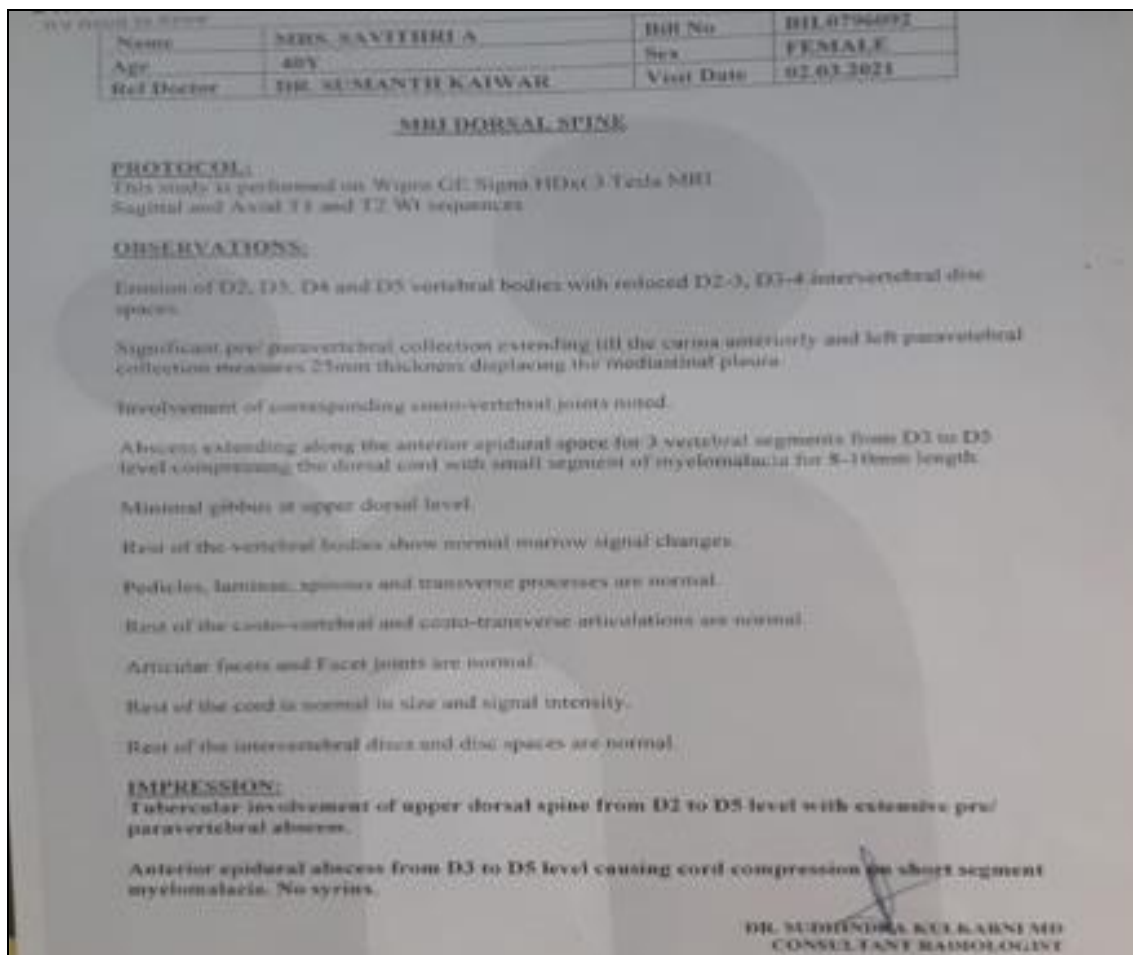 Name MRS. SAVITHRI A Bill No BIL0796092
Age 40Y Sex FEMALE
Ref Doctor DR. SUMANTH KAIWAR Visit Date 02.03.2021
MRI DORSAL SPINE
PROTOCOL:
This study is performed on Wipro GE Signa HDxt 3 Tesla MRI
Sagittal and Axial T1 and T2 Wt sequences
OBSERVATIONS:
Erosion of D2, D3, D4 and D5 vertebral bodies with reduced D2-3, D3-4 intervertebral disc
spaces.
Significant pre/ paravertebral collection extending till the carina anteriorly and left paravetebral
collection measures 25mm thickness displacing the mediastinal pleura
Involvement of corresponding costo-vertebral joints noted.
Abscess extending along the anterior epidural space for 3 vertebral segments from D3 to D5
level compressing the dorsal cord with small segment of myelomalacia for 8-10mm length.
Minimal gibbus at upper dorsal level.
Rest of the vertebral bodies show normal marrow signal changes.
Pedicles, laminae, spinous and transverse processes are normal.
Rest of the costo-vertebral and costo-transverse articulations are normal.
Articular facets and Facet joints are normal.
Rest of the cord is normal in size and signal intensity.
Rest of the intervertebral discs and disc spaces are normal.
IMPRESSION:
Tubercular involvement of upper dorsal spine from D2 to D5 level with extensive pre/
paravertebral abscess.
Anterior epidural abscess from D3 to D5 level causing cord compression on short segment
myelomalacia. No syrinx.
DR. SUDHINDRA KULKARNI MD
CONSULTANT RADIOLOGIST